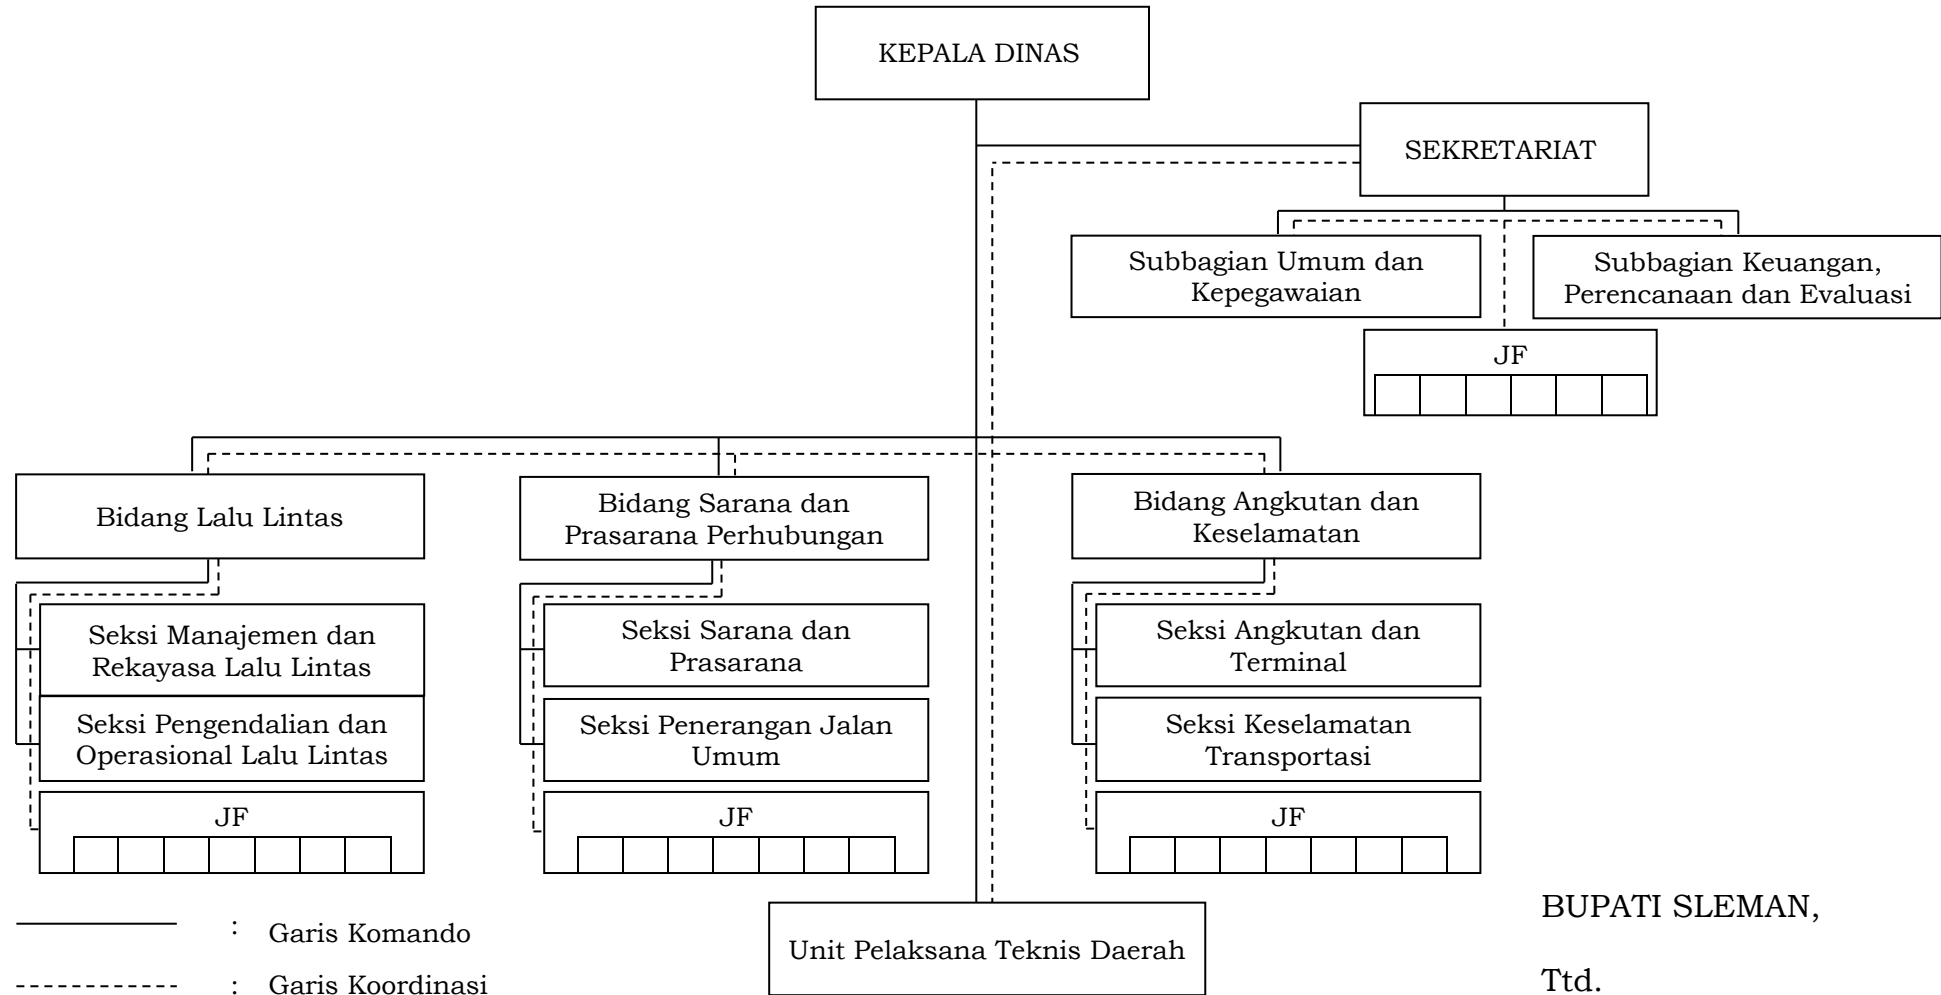 KEPALA DINAS
SEKRETARIAT
Subbagian Umum dan
Kepegawaian
Subbagian Keuangan,
Perencanaan dan Evaluasi
JF
Bidang Lalu Lintas
Bidang Sarana dan
Prasarana Perhubungan
Bidang Angkutan dan
Keselamatan
Seksi Manajemen dan
Rekayasa Lalu Lintas
Seksi Sarana dan
Prasarana
Seksi Angkutan dan
Terminal
Seksi Pengendalian dan
Operasional Lalu Lintas
Seksi Penerangan Jalan
Umum
Seksi Keselamatan
Transportasi
JF
JF
JF
: Garis Komando
: Garis Koordinasi
Unit Pelaksana Teknis Daerah
BUPATI SLEMAN,
Ttd.